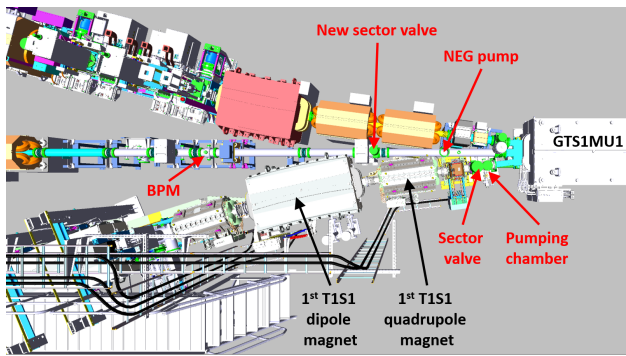 New sector valve
NEG pump
GTS1MU1
BPM
Sector
valve
Pumping
chamber
1st T1S1
dipole
magnet
1st T1S1
quadrupole
magnet